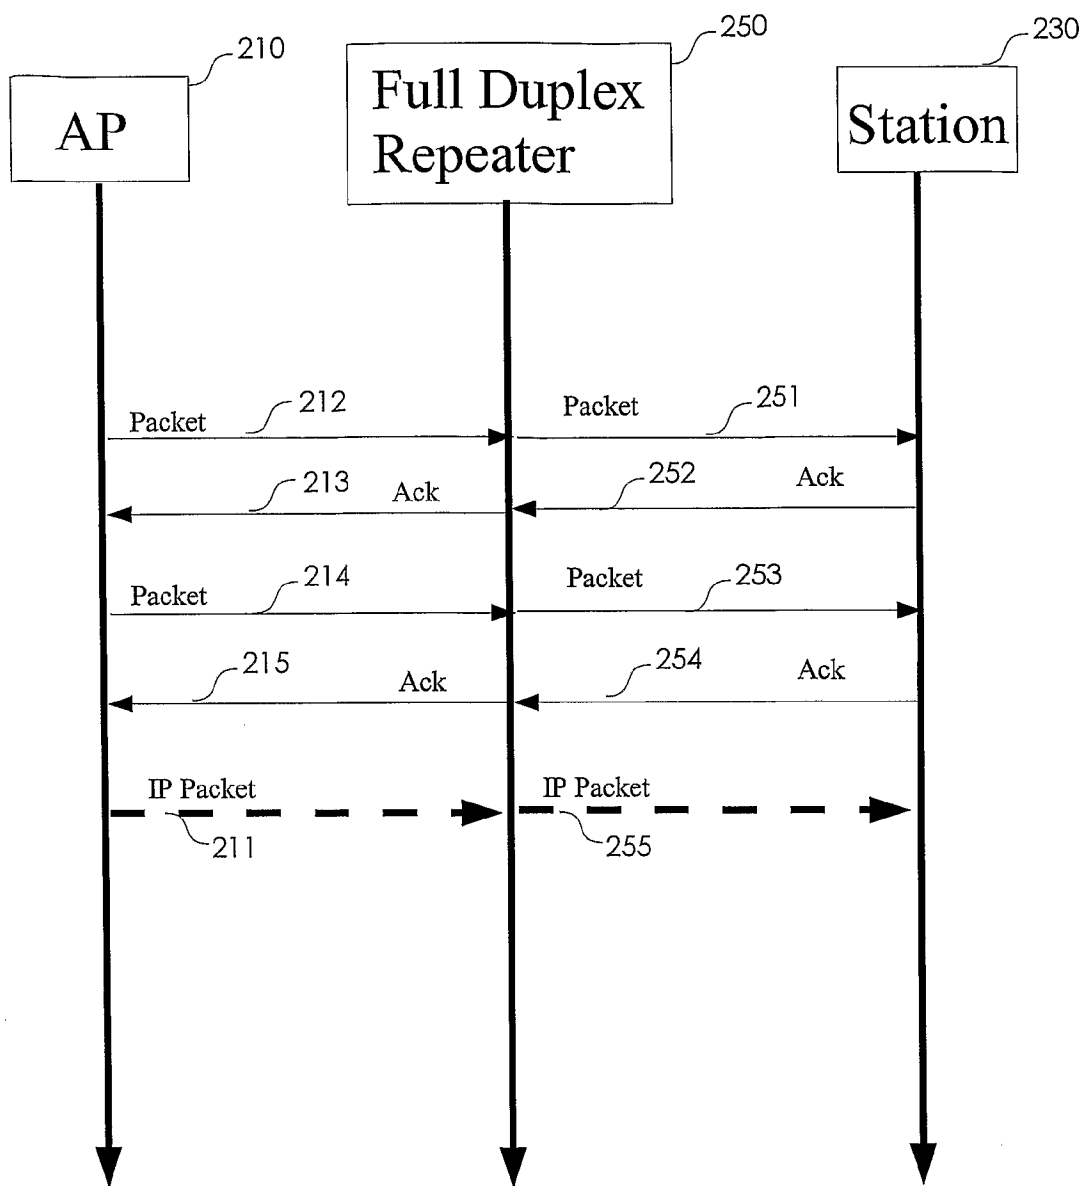 210
250
230
AP
Full Duplex
Repeater
Station
Packet
212
Packet
251
213
Ack
252
Ack
Packet
214
Packet
253
215
Ack
254
Ack
IP Packet
IP Packet
211
255